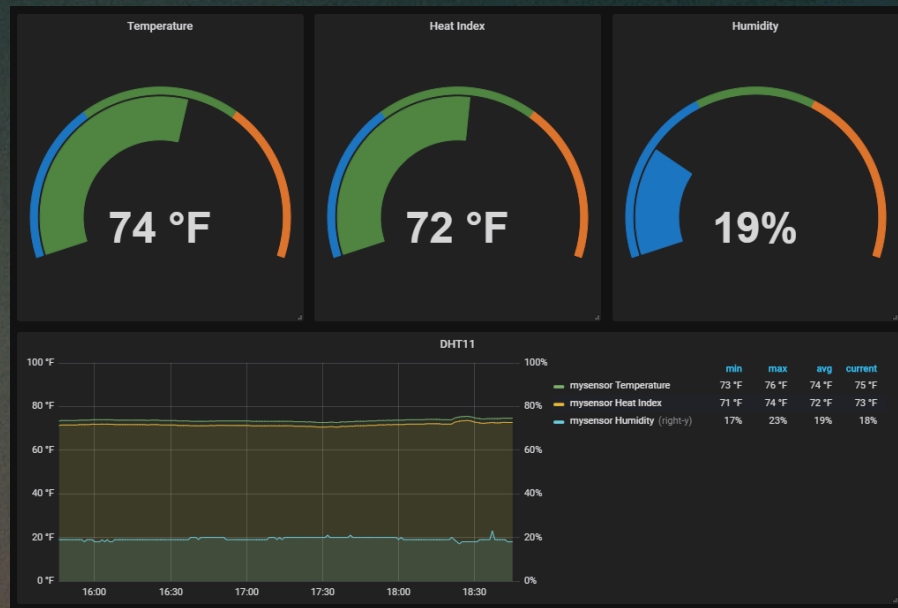 Temperature
Heat Index
Humidity
74 °F
72 °F
19%
DHT11
100 °F
80 °F
60 °F
40 °F
20 °F
0 °F
100%
80%
60%
40%
20%
0%
16:00 16:30 17:00 17:30 18:00 18:30
min max avg current
mysensor Temperature 73 °F 76 °F 74 °F 75 °F
mysensor Heat Index 71 °F 74 °F 72 °F 73 °F
mysensor Humidity (right-y) 17% 23% 19% 18%